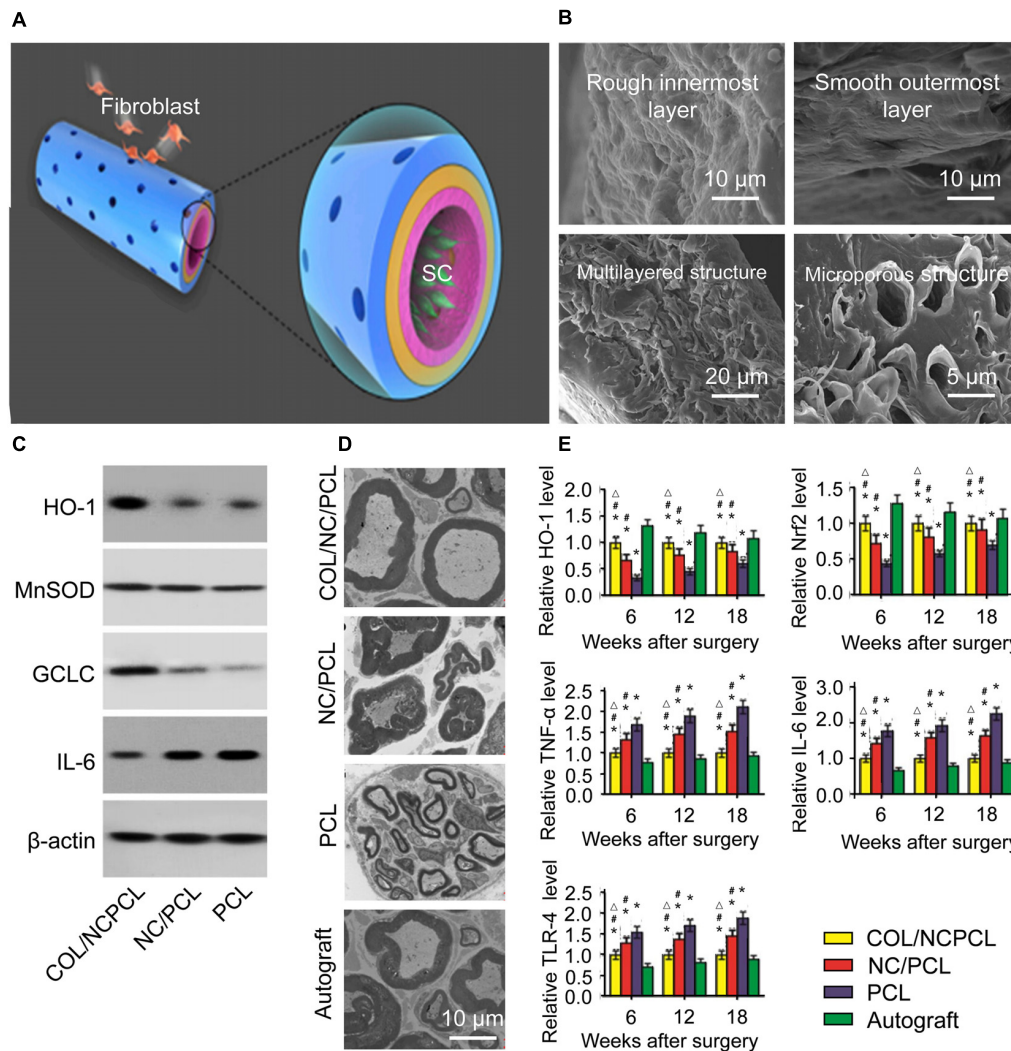 A
Fibroblast
SC
B
Rough innermost
layer
10 µm
Smooth outermost
layer
10 µm
Multilayered structure
20 µm
Microporous structure
5 µm
C
HO-1
MnSOD
GCLC
IL-6
β-actin
COL/NCPCL
NC/PCL
PCL
D
COL/NC/PCL
NC/PCL
PCL
Autograft
10 µm
E
Relative HO-1 level
2.0
1.5
1.0
0.5
0.0
△ # * # * *
△ # * # * *
△ # * # * *
6 12 18
Weeks after surgery
Relative Nrf2 level
1.5
1.0
0.5
0.0
△ # * # * *
△ # * # * *
△ # * # * *
6 12 18
Weeks after surgery
Relative TNF-α level
2.5
2.0
1.5
1.0
0.5
0.0
△ # * # * *
△ # * # * *
△ # * # * *
6 12 18
Weeks after surgery
Relative IL-6 level
3.0
2.0
1.0
0.0
△ # * # * *
△ # * # * *
△ # * # * *
6 12 18
Weeks after surgery
Relative TLR-4 level
2.5
2.0
1.5
1.0
0.5
0.0
△ # * # * *
△ # * # * *
△ # * # * *
6 12 18
Weeks after surgery
COL/NCPCL
NC/PCL
PCL
Autograft